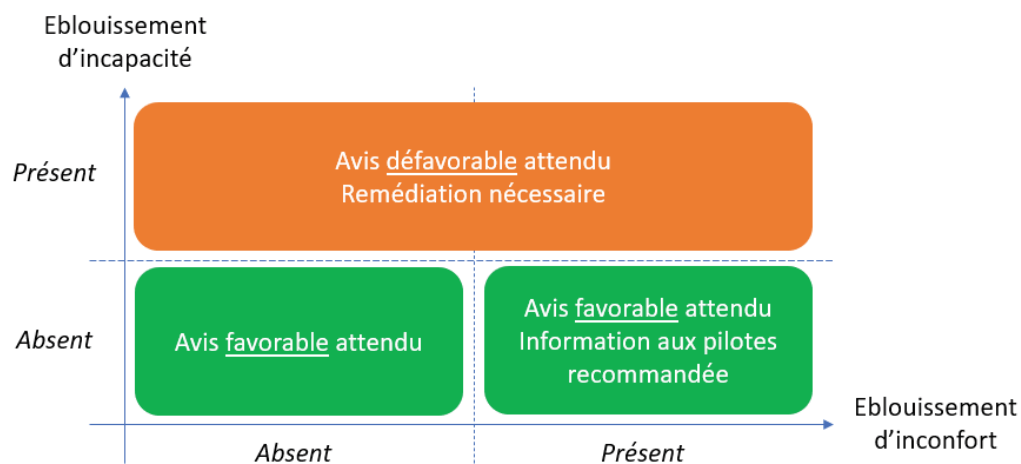 Eblouissement
d’incapacité
Présent
Avis défavorable attendu
Remédiation nécessaire
Absent
Avis favorable attendu
Avis favorable attendu
Information aux pilotes
recommandée
Eblouissement
d’inconfort
Absent
Présent